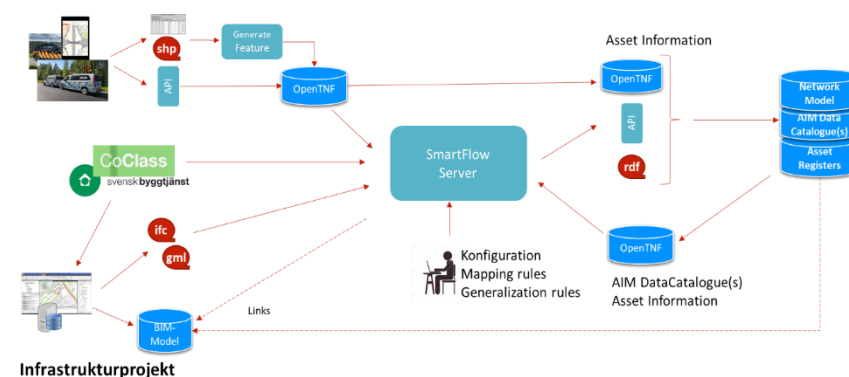 shp
Generate
Feature
API
OpenTNF
Asset Information
OpenTNF
API
rdf
Network
Model
AIM Data
Catalogue(s)
Asset
Registers
CoClass
svensk byggtjänst
SmartFlow
Server
ifc
gml
Konfiguration
Mapping rules
Generalization rules
OpenTNF
AIM DataCatalogue(s)
Asset Information
Links
BIM-
Model
Infrastrukturprojekt